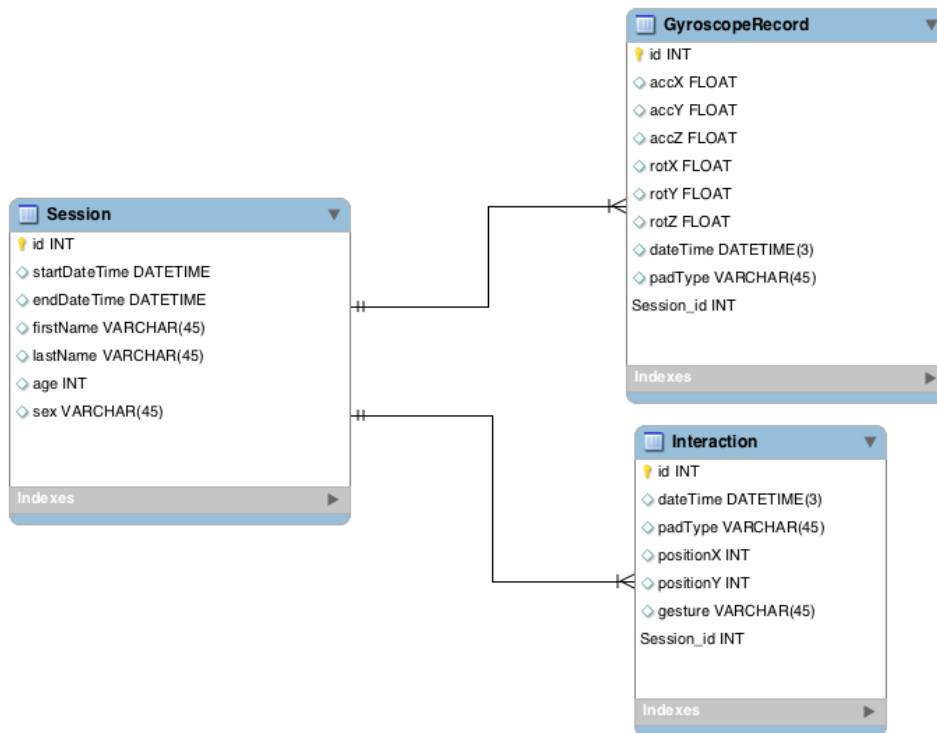 Session
id INT
startDateTime DATETIME
endDateTime DATETIME
firstName VARCHAR(45)
lastName VARCHAR(45)
age INT
sex VARCHAR(45)
Indexes
GyroscopeRecord
id INT
accX FLOAT
accY FLOAT
accZ FLOAT
rotX FLOAT
rotY FLOAT
rotZ FLOAT
dateTime DATETIME(3)
padType VARCHAR(45)
Session_id INT
Indexes
Interaction
id INT
dateTime DATETIME(3)
padType VARCHAR(45)
positionX INT
positionY INT
gesture VARCHAR(45)
Session_id INT
Indexes